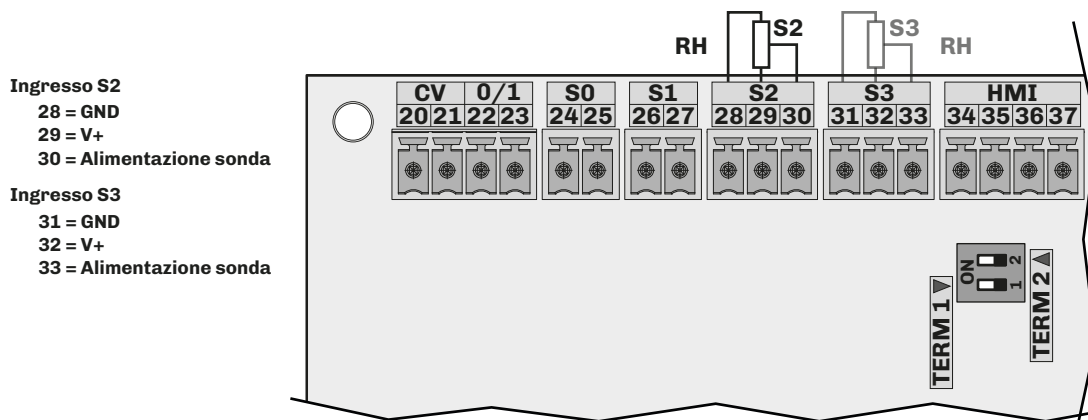 Ingresso S2
28 = GND
29 = V+
30 = Alimentazione sonda
Ingresso S3
31 = GND
32 = V+
33 = Alimentazione sonda
RH S2 S3 RH
CV 0/1 S0 S1 S2 S3 HMI
20 21 22 23 24 25 26 27 28 29 30 31 32 33 34 35 36 37
ON
1 2
TERM 1
TERM 2